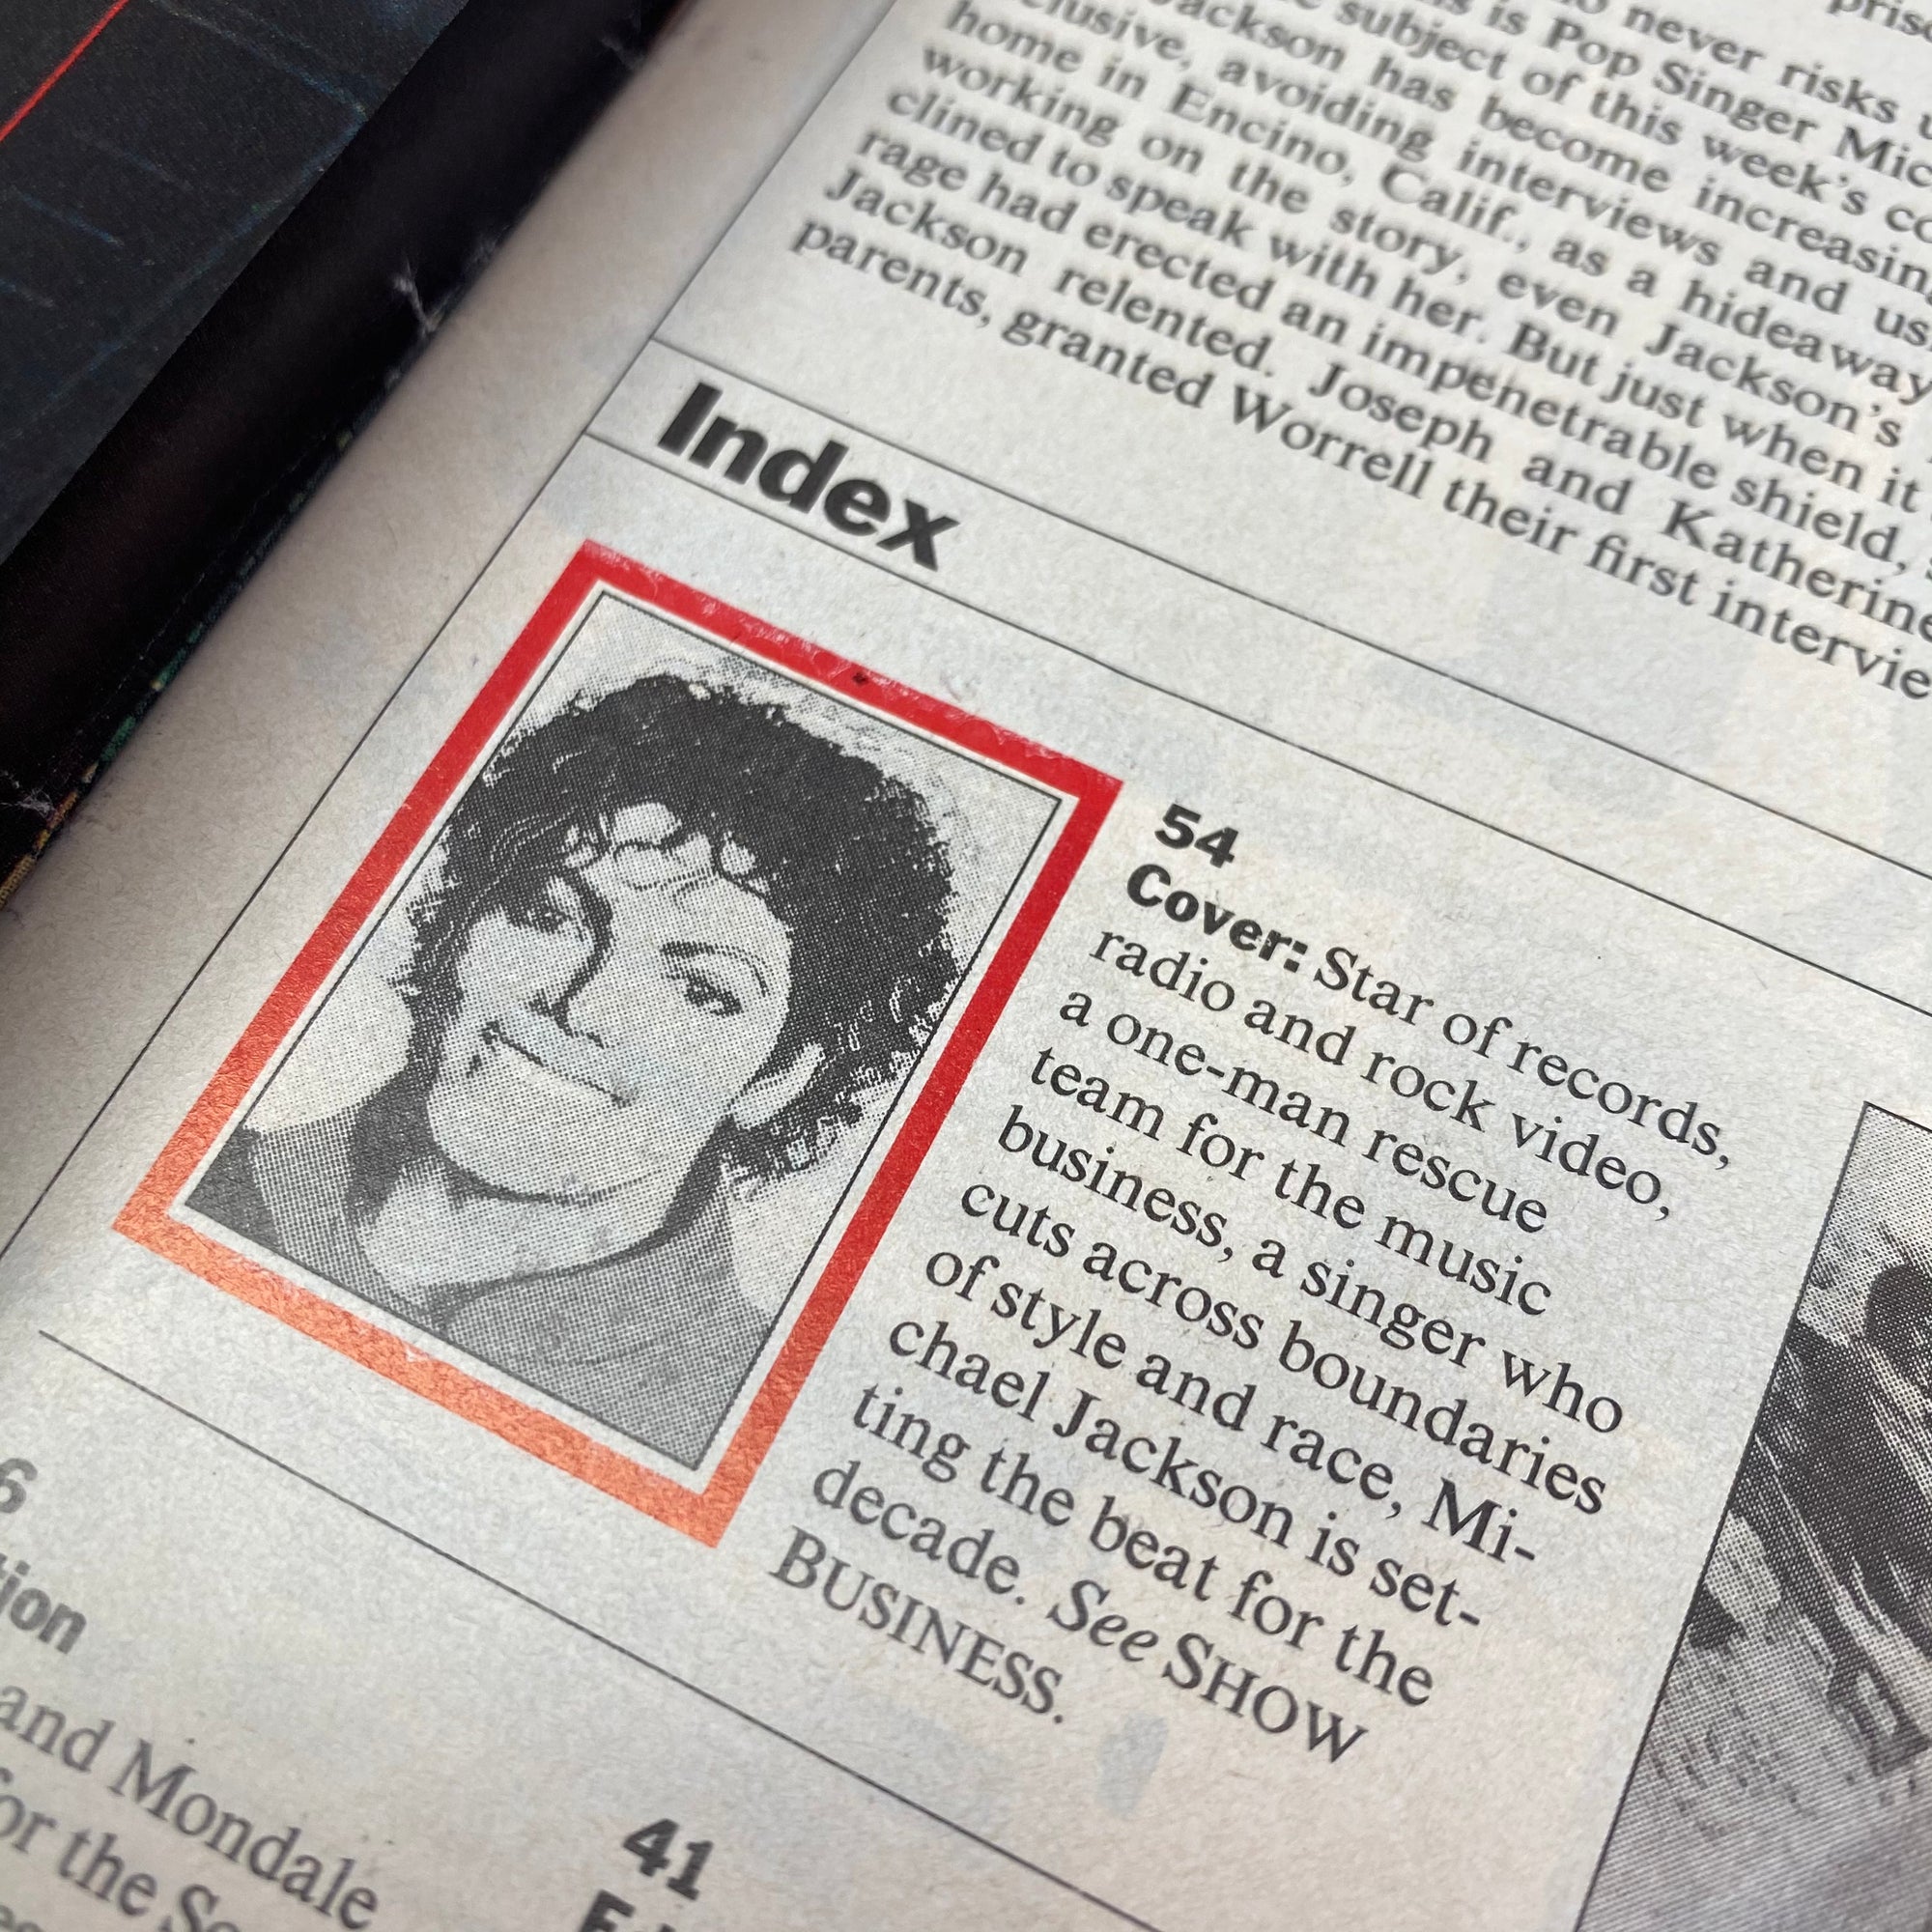 never risks
is Pop Singer Mic
subject of this week's co
Jackson has become increasin
clusive, avoiding interviews and us
home in Encino, Calif., as a hideaway
working on the story, even Jackson's
clined to speak with her. But just when it
rage had erected an impenetrable shield,
Jackson relented. Joseph and Katherine
parents, granted Worrell their first intervie
Index
54
Cover: Star of records,
radio and rock video,
a one-man rescue
team for the music
business, a singer who
cuts across boundaries
of style and race, Mi-
chael Jackson is set-
ting the beat for the
decade. See SHOW
BUSINESS.
6
tion
and Mondale
or the So
41